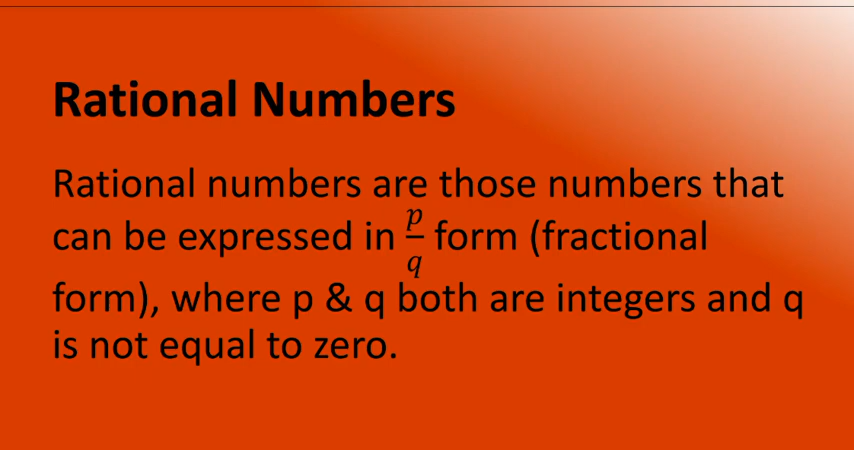 Rational Numbers
Rational numbers are those numbers that
can be expressed in p/q form (fractional
form), where p & q both are integers and q
is not equal to zero.